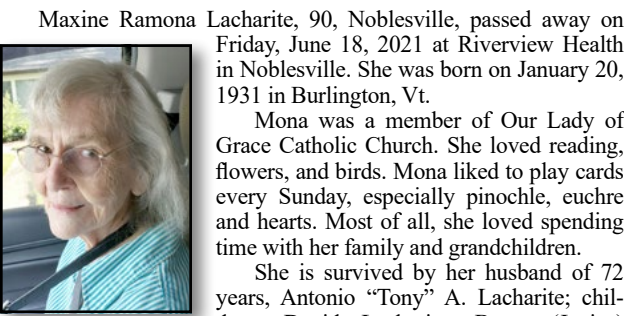 Maxine Ramona Lacharite, 90, Noblesville, passed away on
Friday, June 18, 2021 at Riverview Health
in Noblesville. She was born on January 20,
1931 in Burlington, Vt.
Mona was a member of Our Lady of
Grace Catholic Church. She loved reading,
flowers, and birds. Mona liked to play cards
every Sunday, especially pinochle, euchre
and hearts. Most of all, she loved spending
time with her family and grandchildren.
She is survived by her husband of 72
years, Antonio “Tony” A. Lacharite; chil-